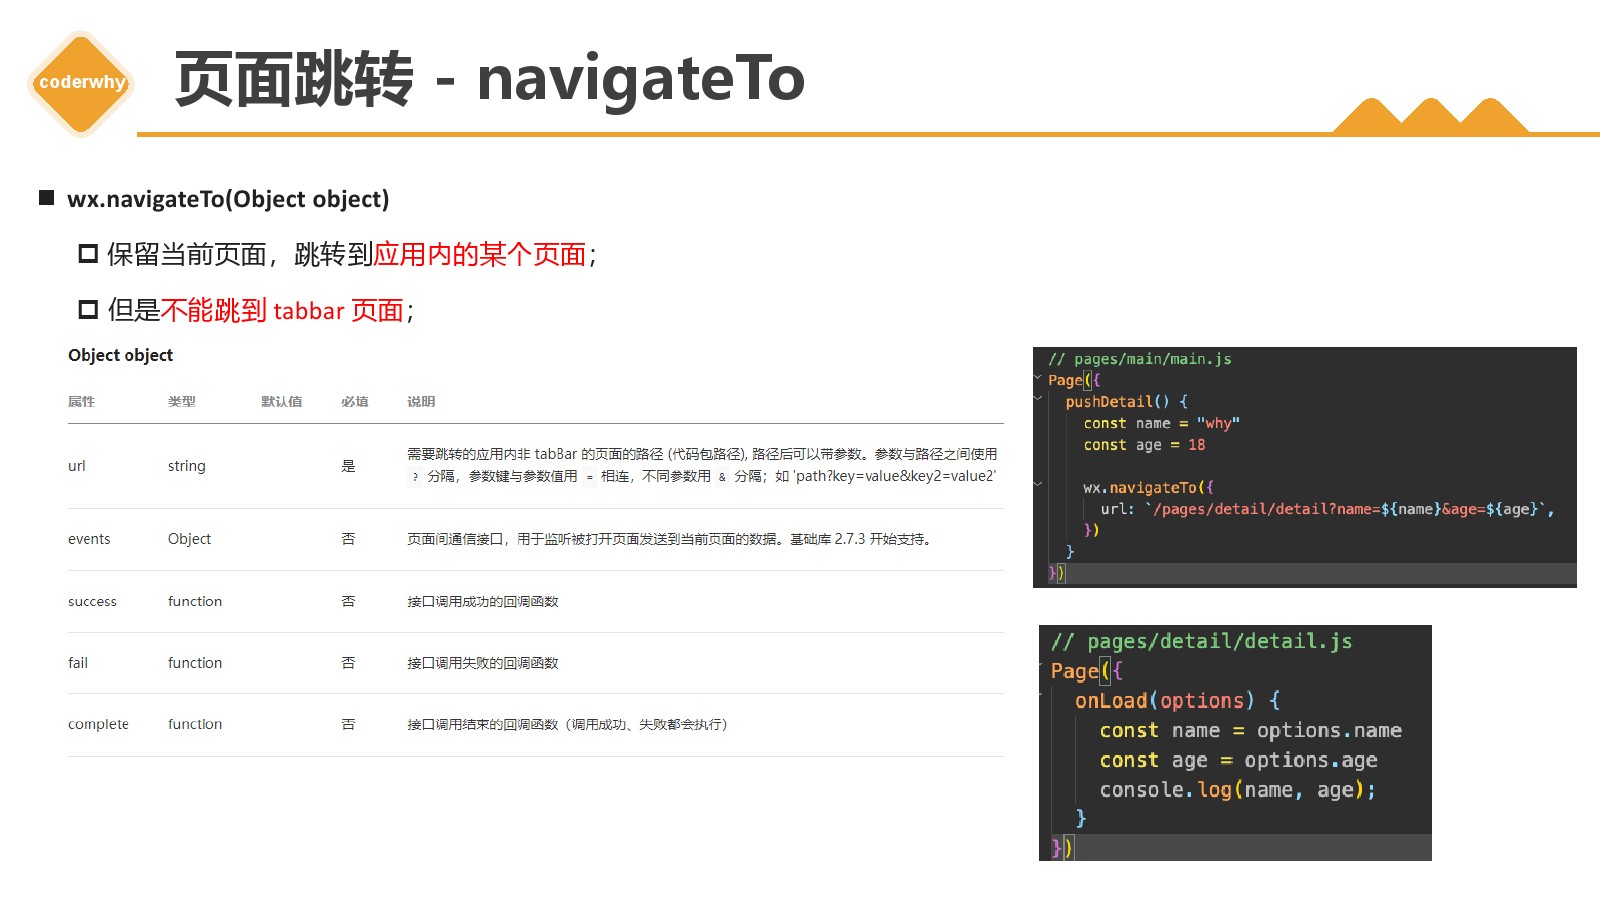 coderwhy
页面跳转 - navigateTo
wx.navigateTo(Object object)
保留当前页面，跳转到应用内的某个页面；
但是不能跳到 tabbar 页面；
Object object
属性 类型 默认值 必填 说明
url string 是 需要跳转的应用内非 tabBar 的页面的路径 (代码包路径), 路径后可以带参数。参数与路径之间使用
? 分隔，参数键与参数值用 = 相连，不同参数用 & 分隔；如 'path?key=value&key2=value2'
events Object 否 页面间通信接口，用于监听被打开页面发送到当前页面的数据。基础库 2.7.3 开始支持。
success function 否 接口调用成功的回调函数
fail function 否 接口调用失败的回调函数
complete function 否 接口调用结束的回调函数（调用成功、失败都会执行）
// pages/main/main.js
Page({
pushDetail() {
const name = "why"
const age = 18
wx.navigateTo({
url: `/pages/detail/detail?name=${name}&age=${age}`,
})
}
})
// pages/detail/detail.js
Page({
onLoad(options) {
const name = options.name
const age = options.age
console.log(name, age);
}
})